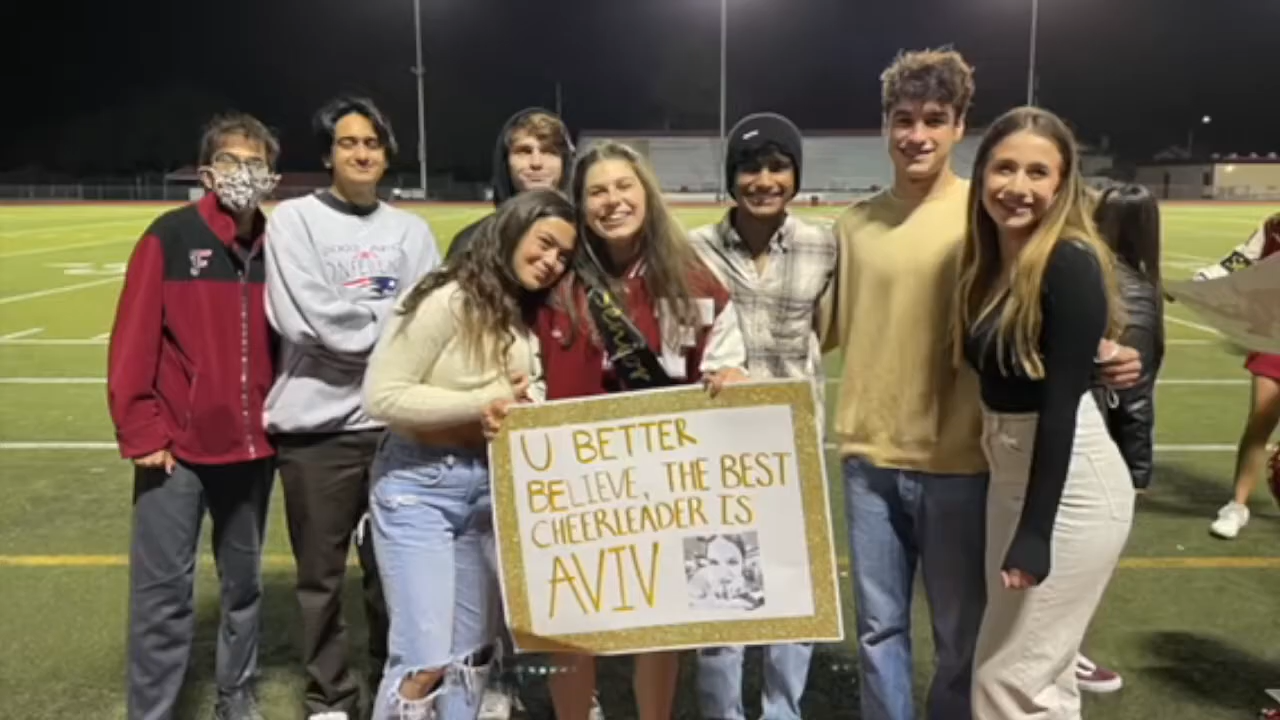 F
U BETTER
BELIEVE, THE BEST
CHEERLEADER IS
AVIV